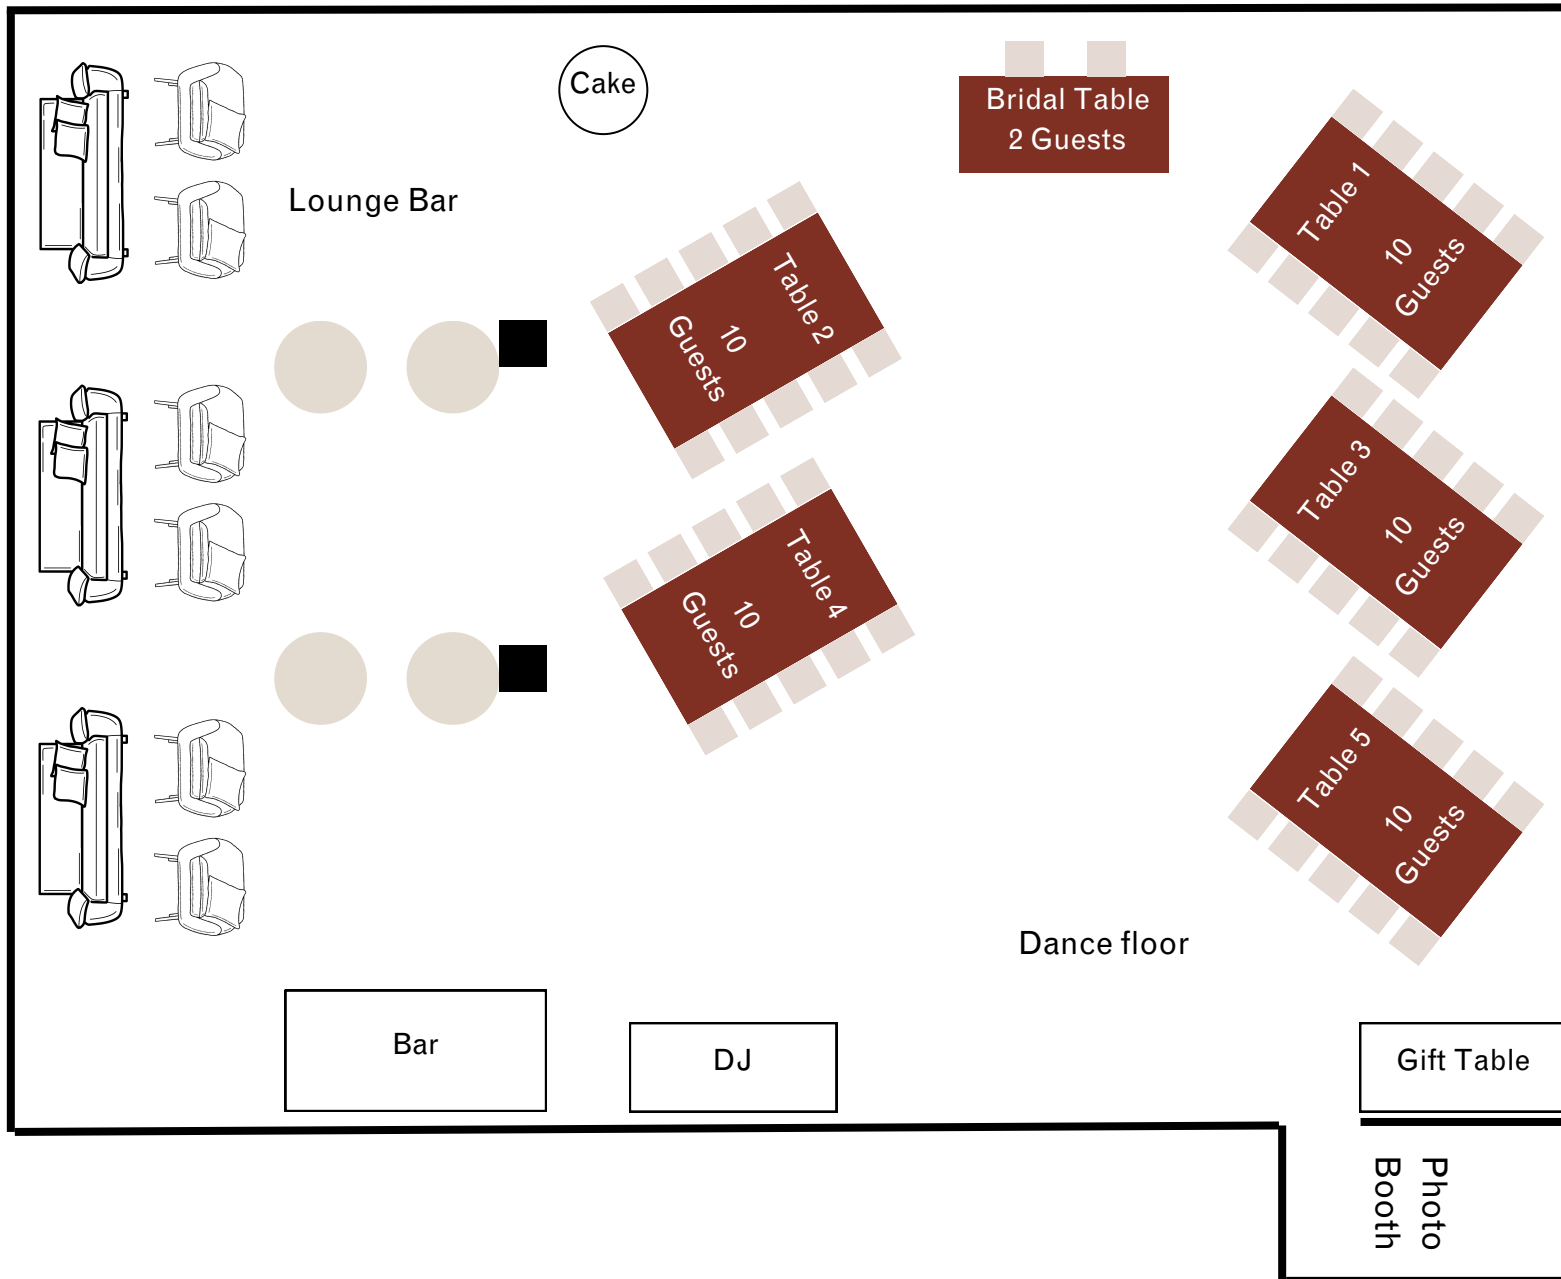 Cake
Bridal Table
2 Guests
Lounge Bar
Table 1
10
Guests
Table 2
10
Guests
Table 3
10
Guests
Table 4
10
Guests
Table 5
10
Guests
Dance floor
Bar
DJ
Gift Table
Photo
Booth